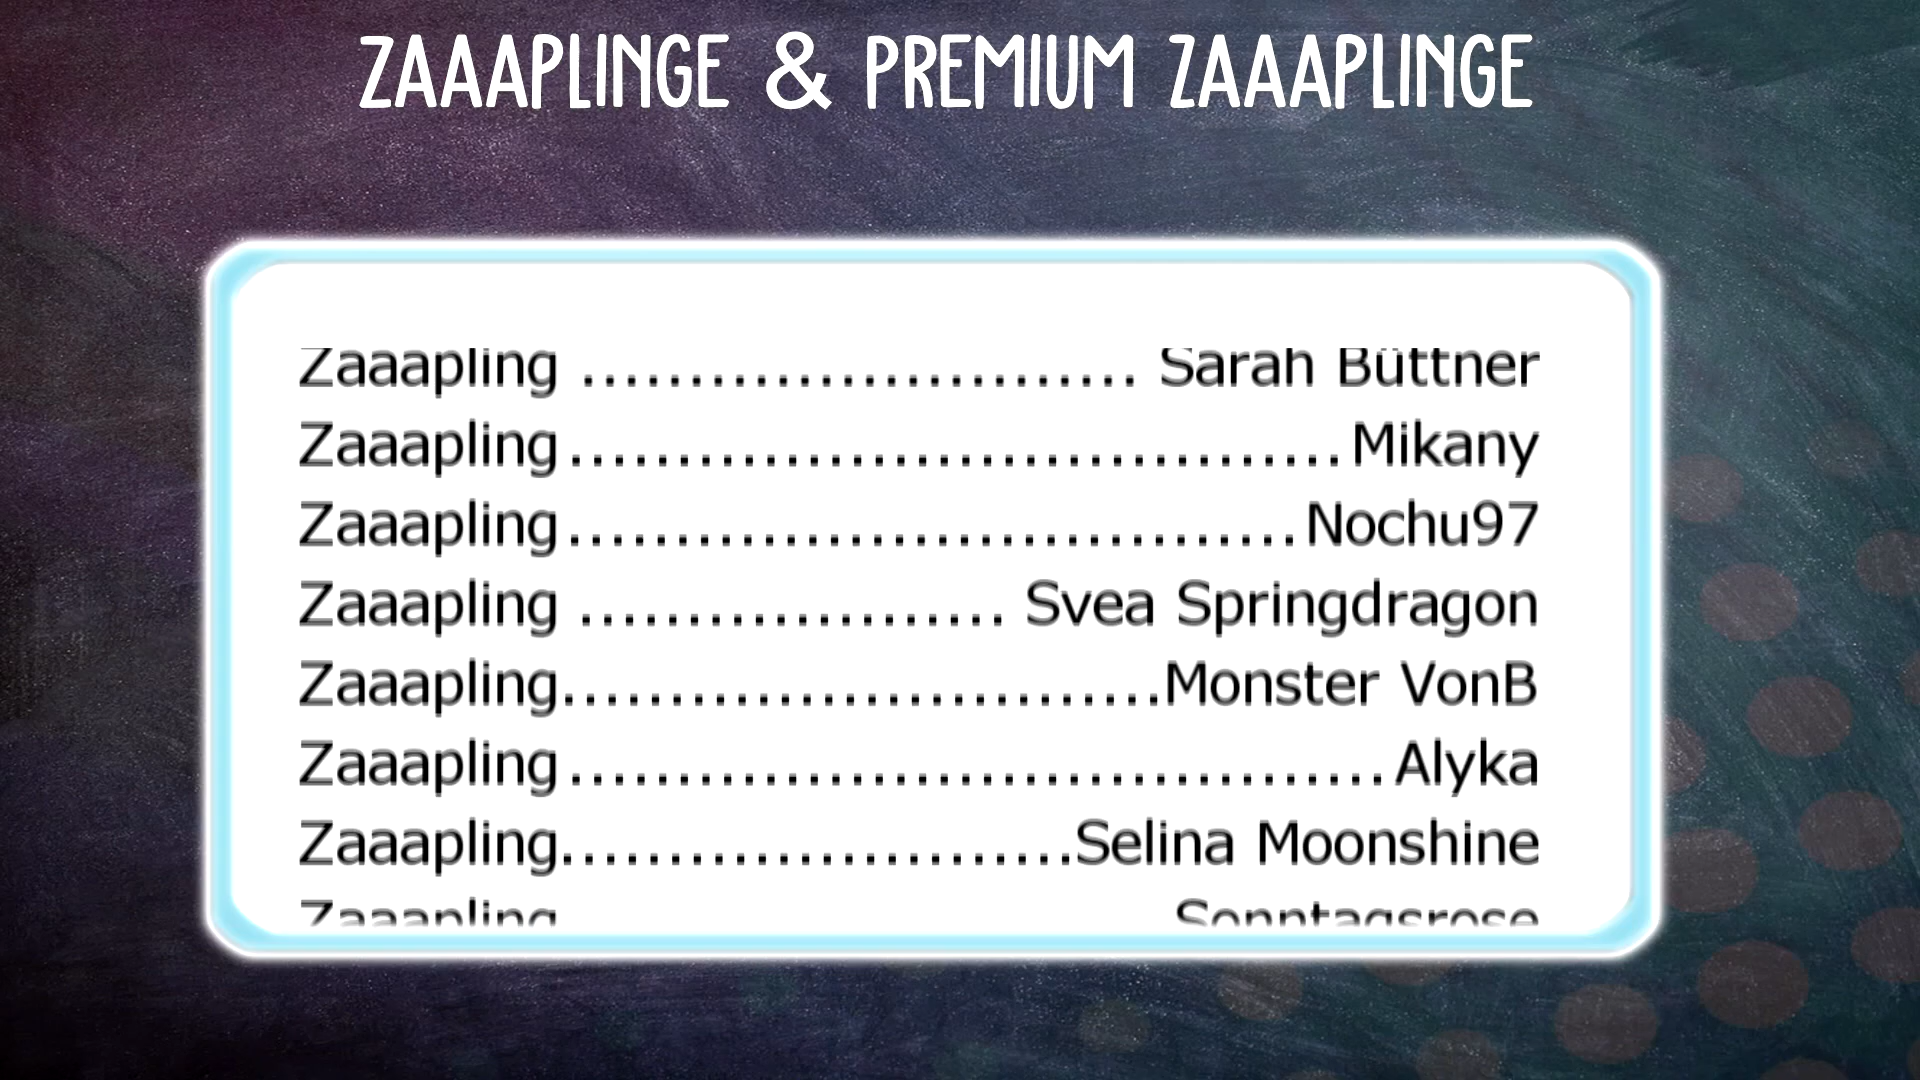 ZAAAPLINGE & PREMIUM ZAAAPLINGE
Zaaapling .......................... Sarah Büttner
Zaaapling....................................Mikany
Zaaapling..................................Nochu97
Zaaapling .................... Svea Springdragon
Zaaapling............................Monster VonB
Zaaapling......................................Alyka
Zaaapling........................Selina Moonshine
Zaaapling Sonntagsrose